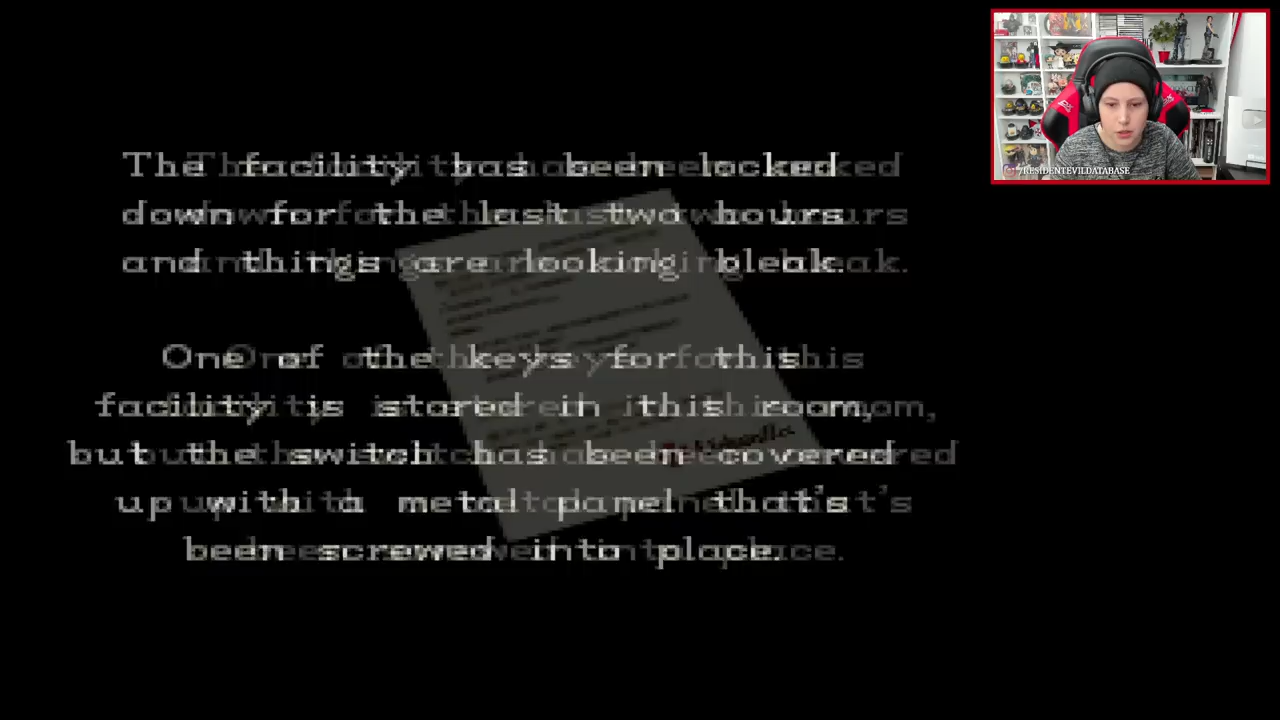 The facility has been locked
down for the last two hours
and things are looking bleak.
One of the keys for this
facility is stored in this room,
but the switch has been covered
up with a metal panel that's
been screwed into place.
/RESIDENTEVILDATABASE